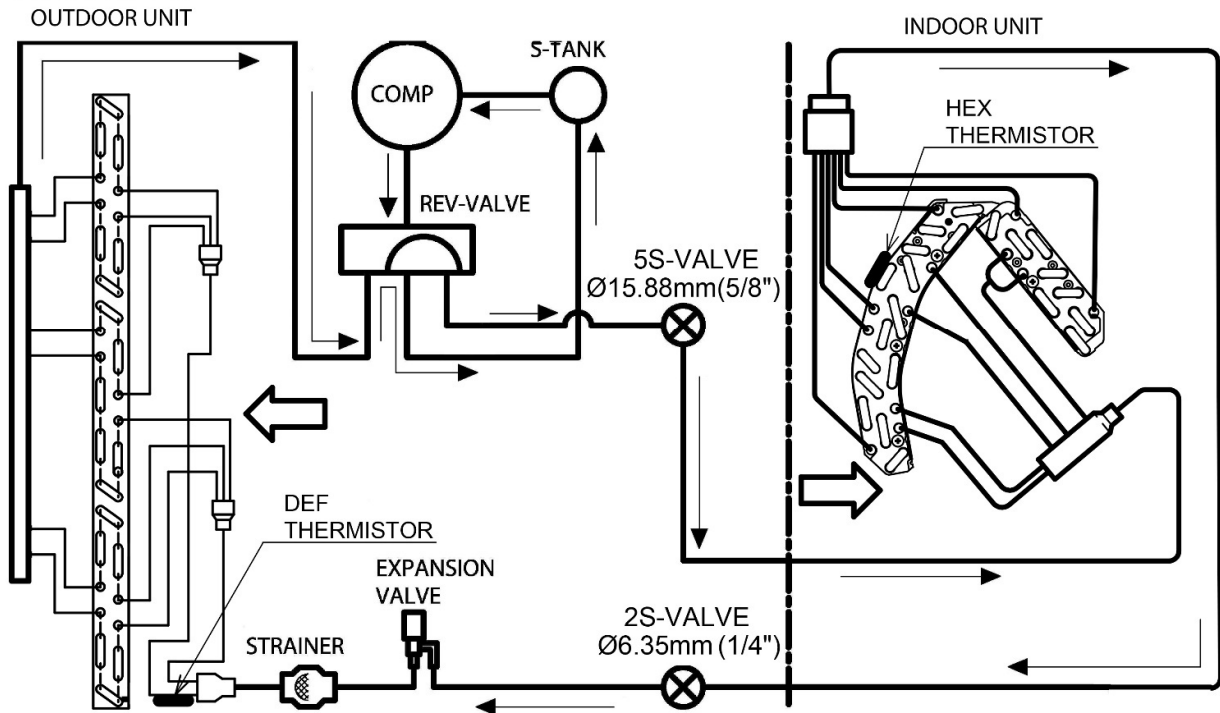 OUTDOOR UNIT
INDOOR UNIT
S-TANK
COMP
HEX
THERMISTOR
REV-VALVE
5S-VALVE
Ø15.88mm(5/8")
DEF
THERMISTOR
EXPANSION
VALVE
2S-VALVE
Ø6.35mm (1/4")
STRAINER